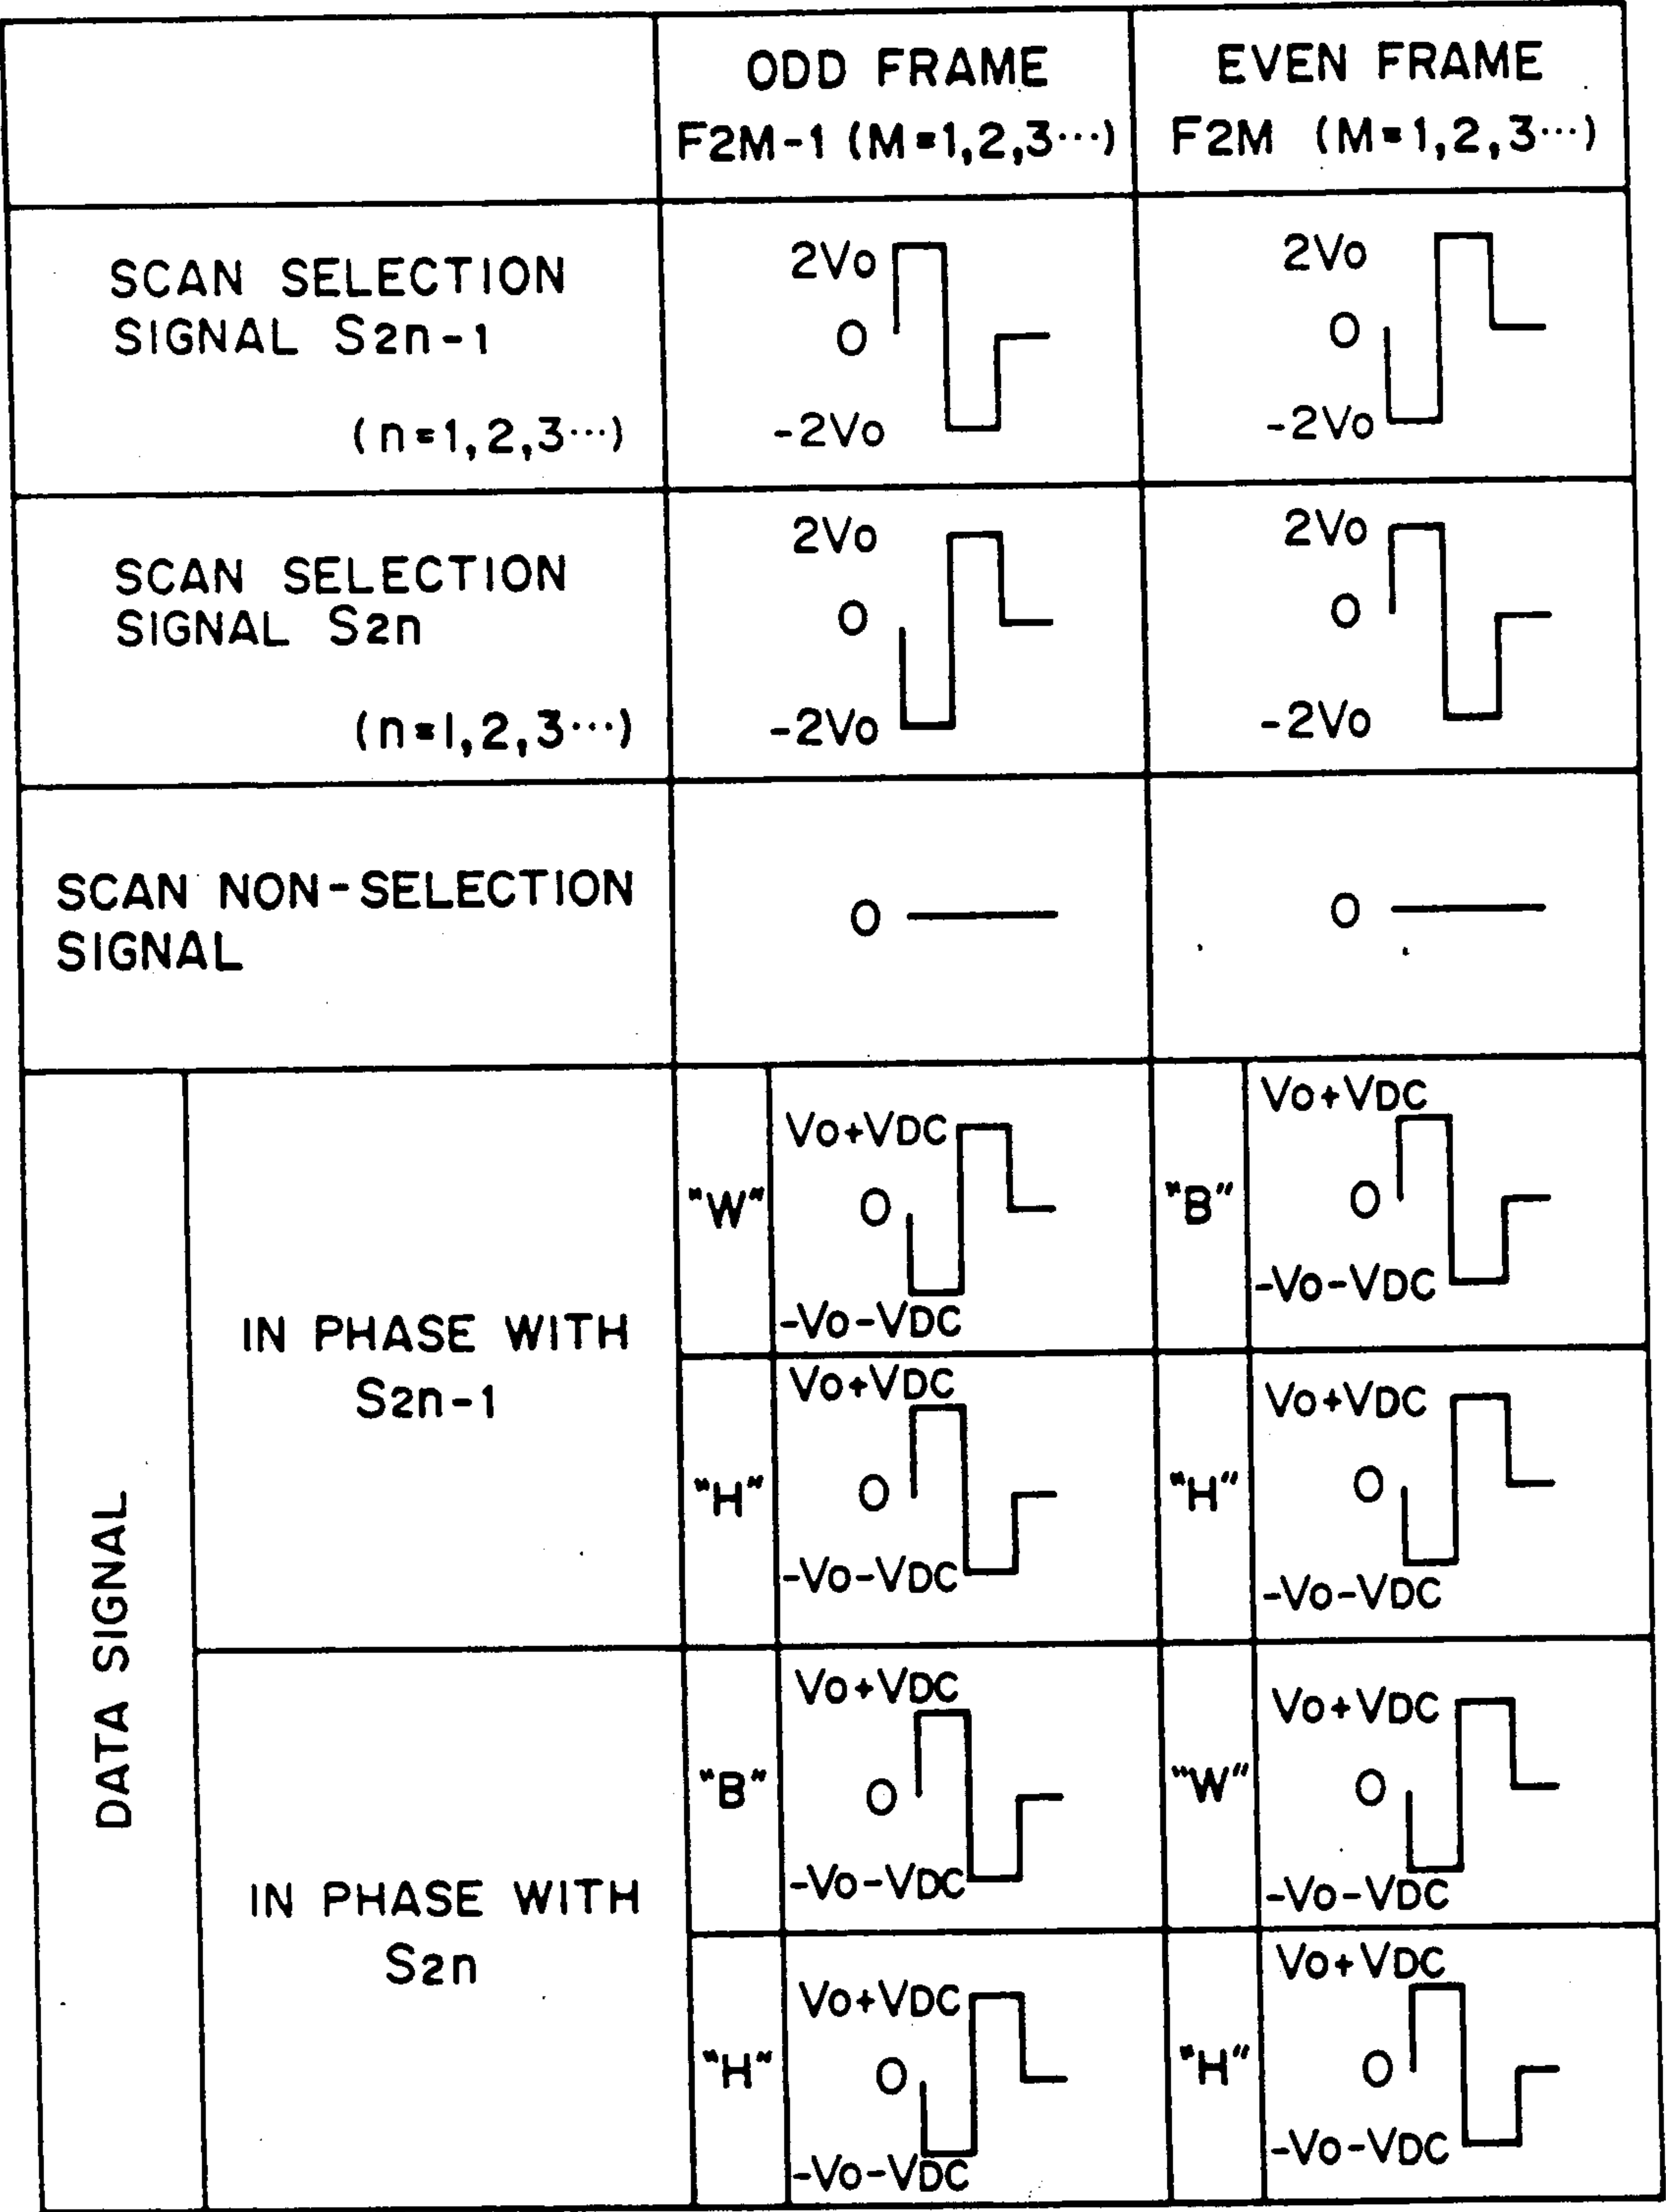 ODD FRAME
F2M-1 (M=1,2,3···)
EVEN FRAME
F2M (M=1,2,3···)
SCAN SELECTION
SIGNAL S2n-1
(n=1,2,3···)
2Vo
0
-2Vo
2Vo
0
-2Vo
SCAN SELECTION
SIGNAL S2n
(n=1,2,3···)
2Vo
0
-2Vo
2Vo
0
-2Vo
SCAN NON-SELECTION
SIGNAL
0
0
DATA SIGNAL
IN PHASE WITH
S2n-1
"W"
Vo+VDC
0
-Vo-VDC
"B"
Vo+VDC
0
-Vo-VDC
"H"
Vo+VDC
0
-Vo-VDC
"H"
Vo+VDC
0
-Vo-VDC
IN PHASE WITH
S2n
"B"
Vo+VDC
0
-Vo-VDC
"W"
Vo+VDC
0
-Vo-VDC
"H"
Vo+VDC
0
-Vo-VDC
"H"
Vo+VDC
0
-Vo-VDC